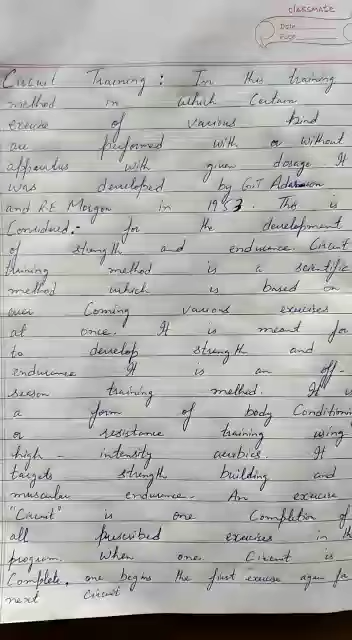 classmate
Date
Page
Circuit Training : In this training
method in which Certain
exercise of various kind
are performed with or without
apparatus with given dosage. It
was developed by G.T Adamson
and R.E Morgan in 1953. This is
Considered.- for the development
of strength and endurance. Circuit
training method is a scientific
method which is based on
over Coming various exercises
at once. It is meant for
to develop strength and
endurance It is an off-
season training method. It is
a form of body Conditioni
or resistance training using
high - intensity aerobics. It
targets strength building and
muscular endurance. An exercise
"Circuit" is one Completion of
all prescribed exercises in th
program. When one Circuit is
Complete, one begins the first exercise again fo
next circuit